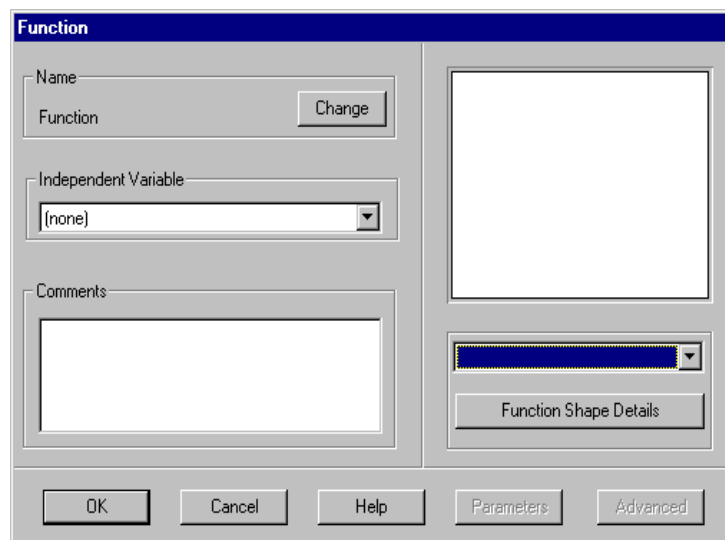 Function
Name
Function
Change
Independent Variable
(none)
Comments
Function Shape Details
OK
Cancel
Help
Parameters
Advanced